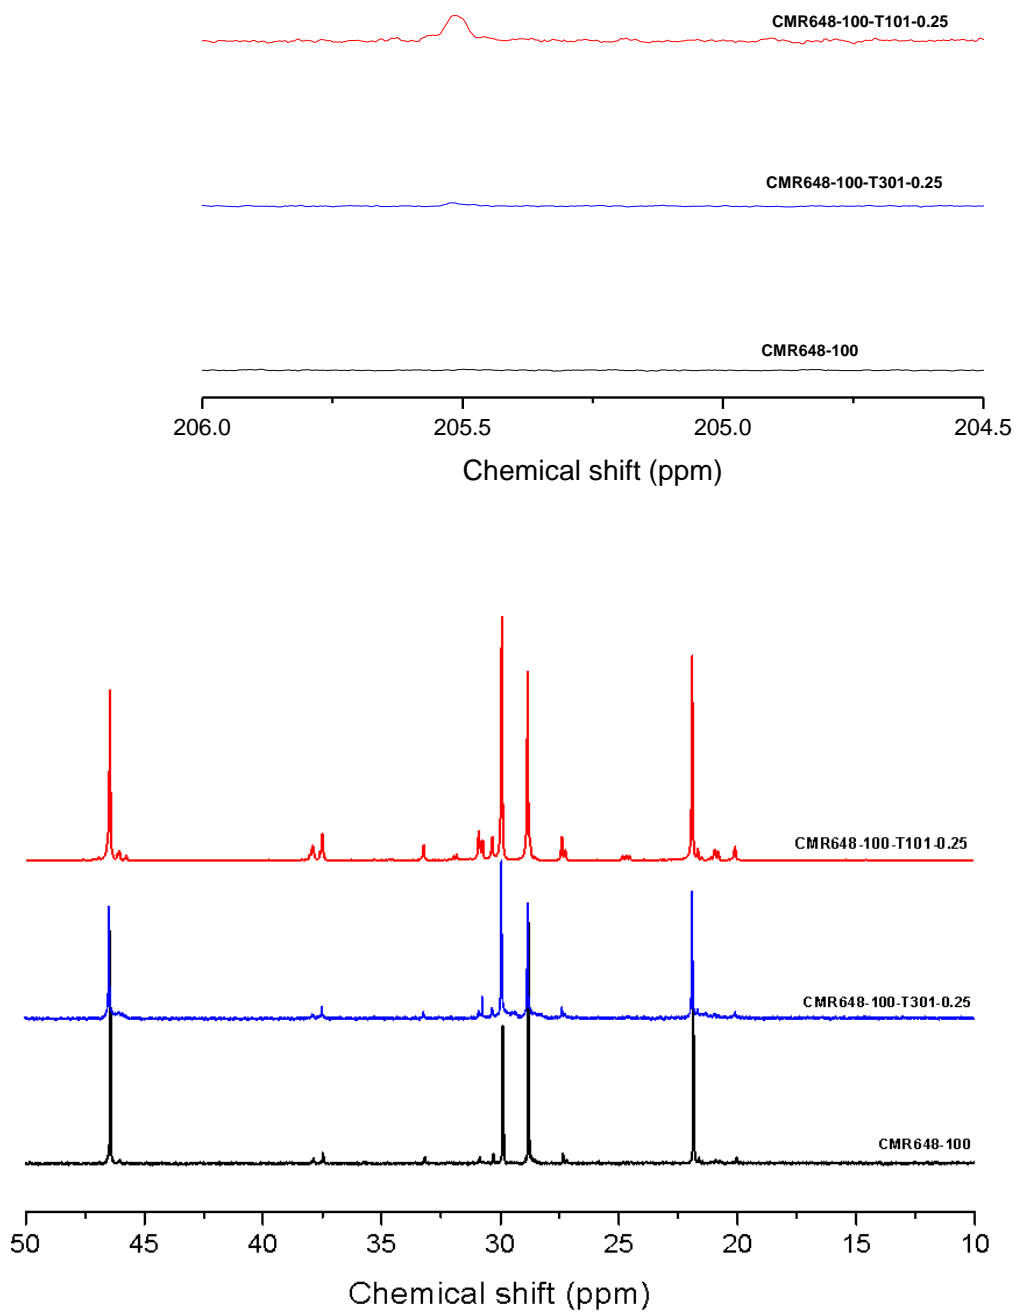 CMR648-100-T101-0.25
CMR648-100-T301-0.25
CMR648-100
206.0 205.5 205.0 204.5
Chemical shift (ppm)
CMR648-100-T101-0.25
CMR648-100-T301-0.25
CMR648-100
50 45 40 35 30 25 20 15 10
Chemical shift (ppm)